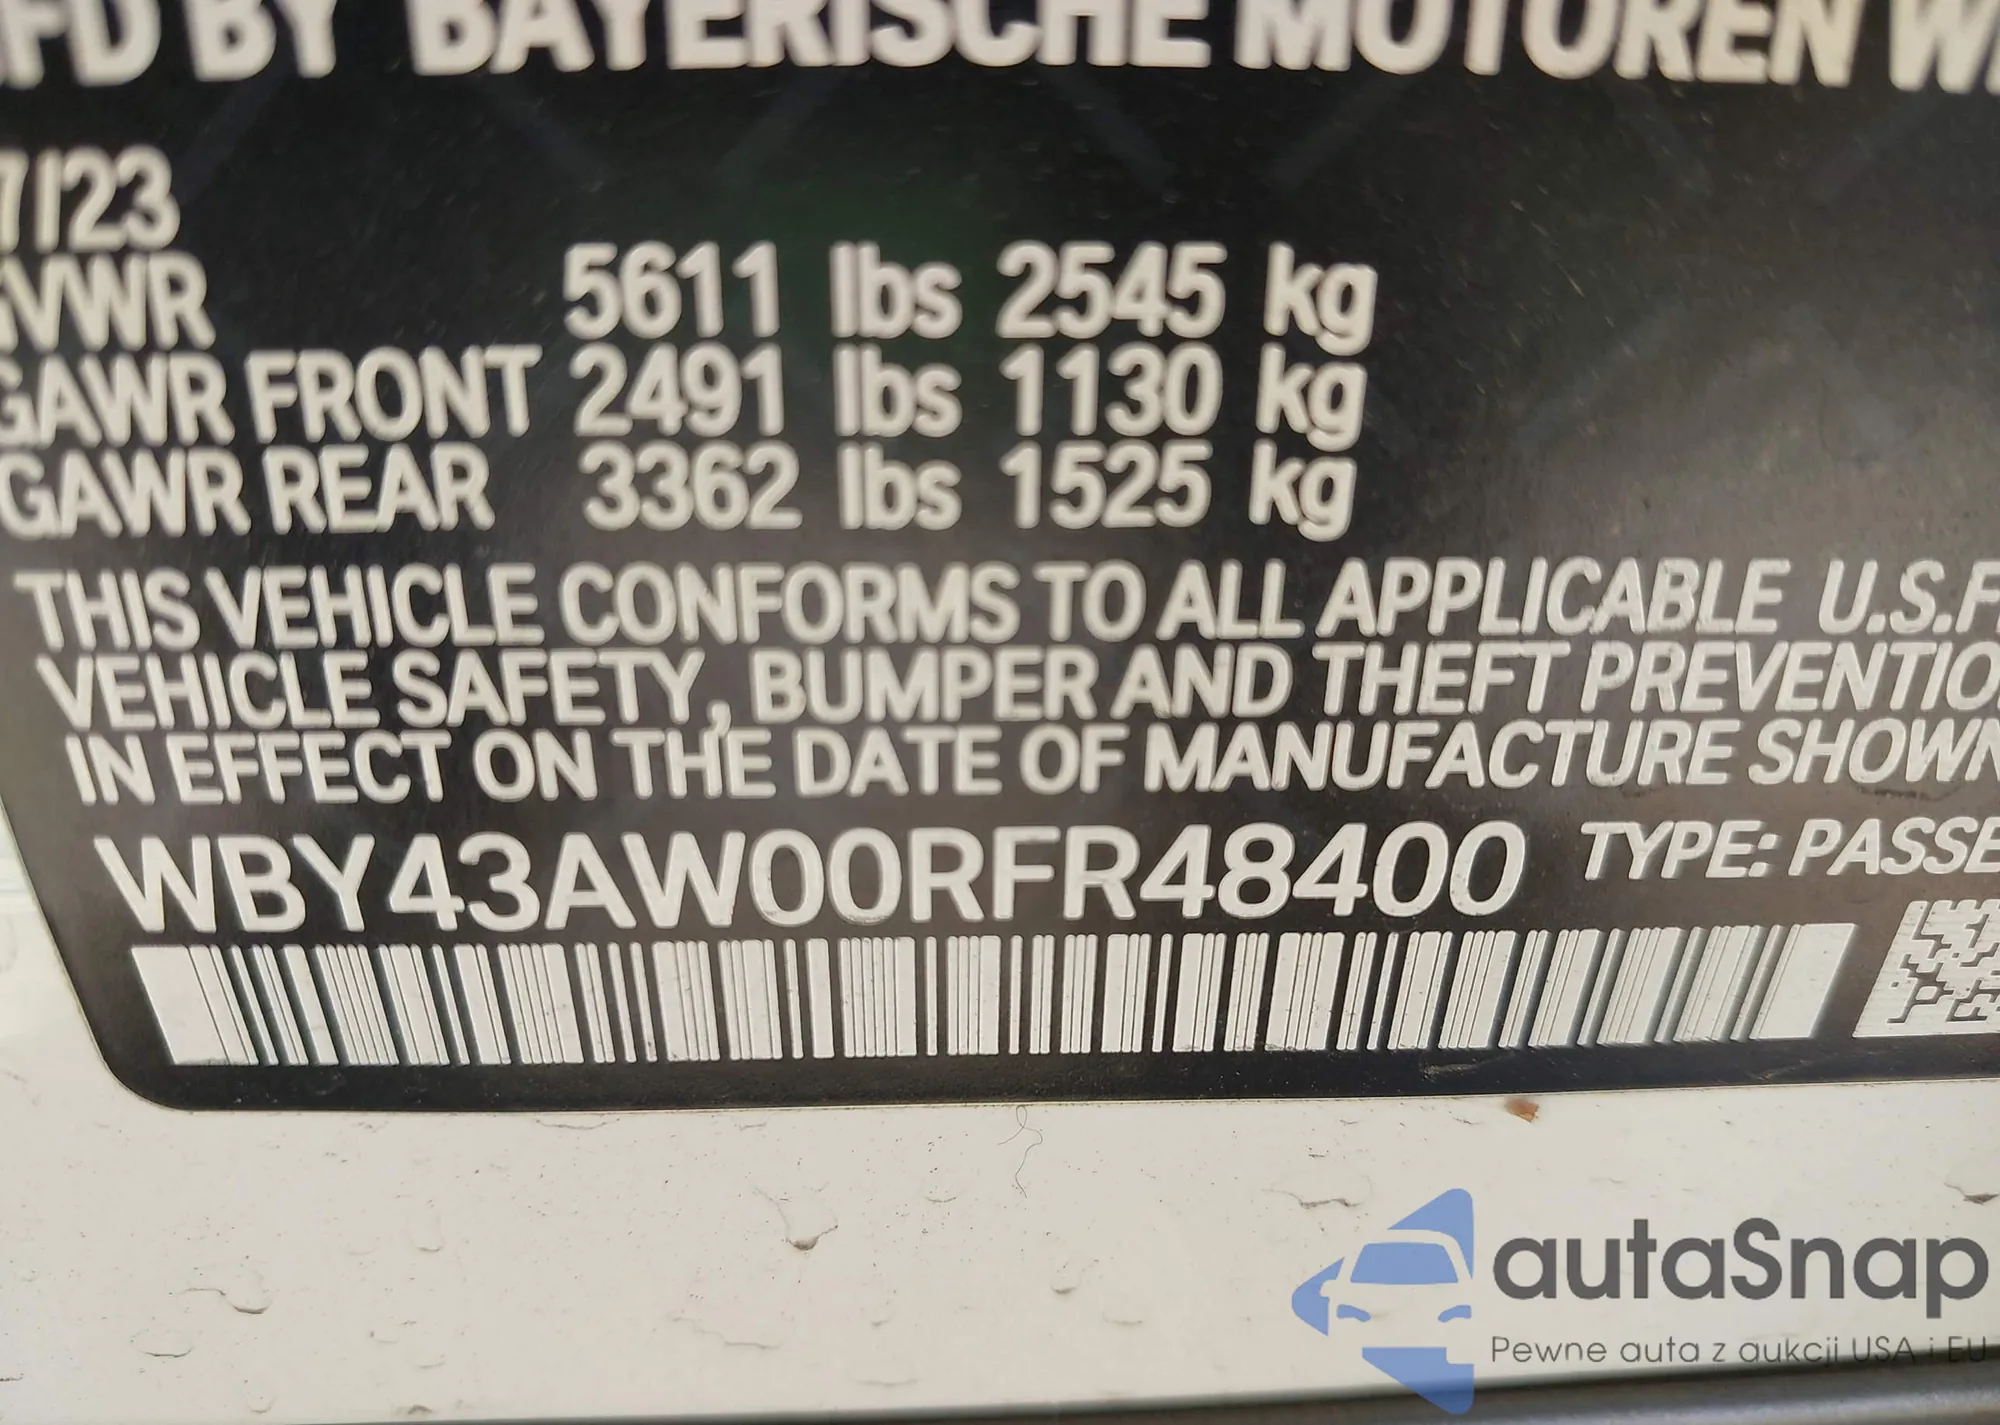 FD BY BAYERISCHE MOTOREN W
7/23
GVWR 5611 lbs 2545 kg
GAWR FRONT 2491 lbs 1130 kg
GAWR REAR 3362 lbs 1525 kg
THIS VEHICLE CONFORMS TO ALL APPLICABLE U.S.F
VEHICLE SAFETY, BUMPER AND THEFT PREVENTIO
IN EFFECT ON THE DATE OF MANUFACTURE SHOWN
WBY43AW00RFR48400 TYPE: PASSE
autaSnap
Pewne auta z aukcji USA i EU